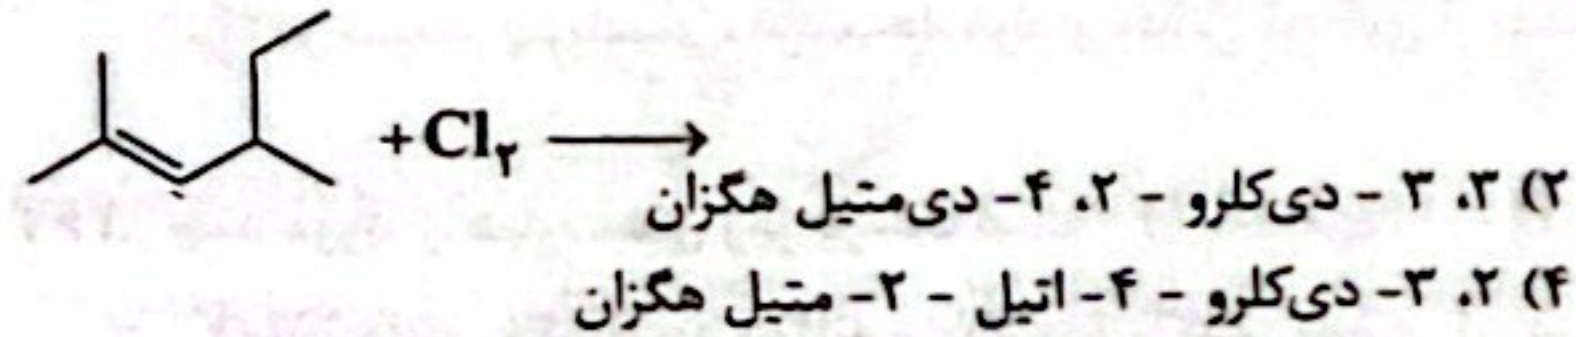 +Cl₂ ⟶
۲) ۳، ۳ - دی‌کلرو - ۲، ۴- دی‌متیل هگزان
۴) ۲، ۳- دی‌کلرو - ۴- اتیل - ۲- متیل هگزان